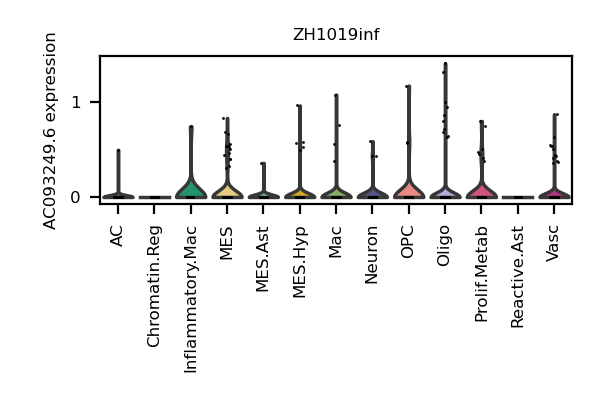 ZH1019inf
AC093249.6 expression
1
0
AC
Chromatin.Reg
Inflammatory.Mac
MES
MES.Ast
MES.Hyp
Mac
Neuron
OPC
Oligo
Prolif.Metab
Reactive.Ast
Vasc